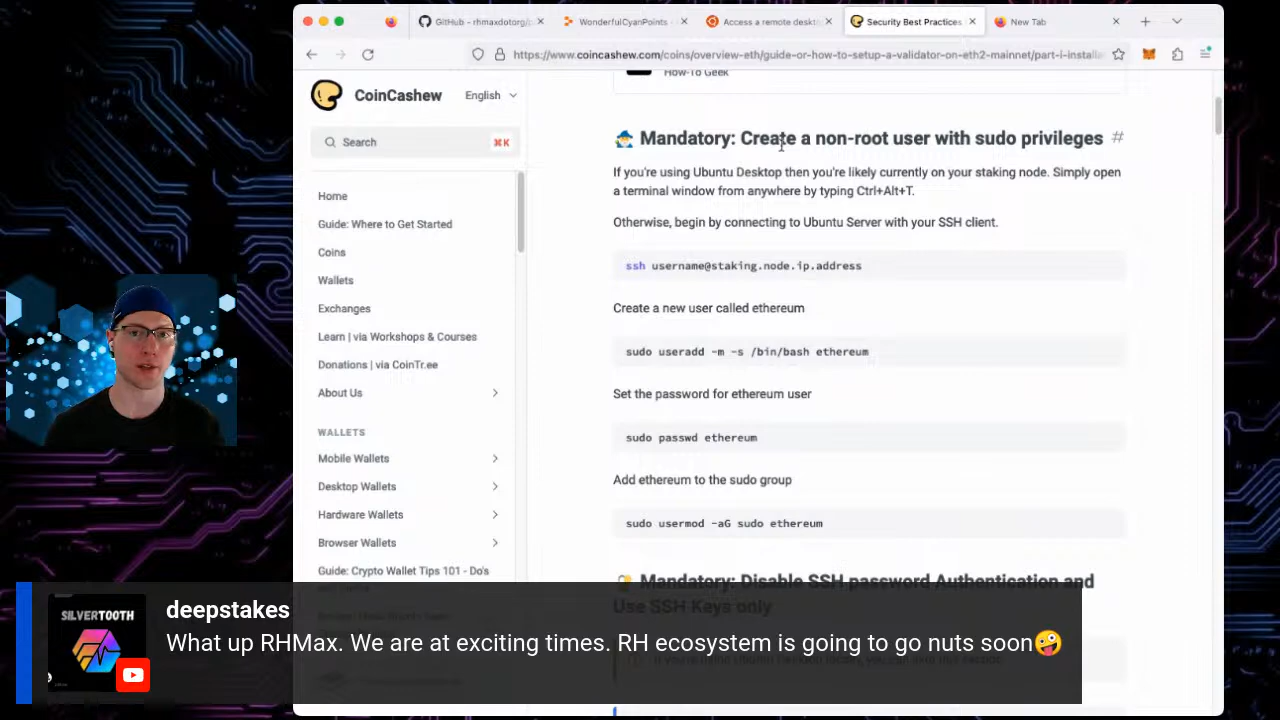 GitHub - rhmaxdotorg/p
WonderfulCyanPoints
Access a remote deskto
Security Best Practices
New Tab
https://www.coincashew.com/coins/overview-eth/guide-or-how-to-setup-a-validator-on-eth2-mainnet/part-i-installa
CoinCashew
English
Search
⌘K
Home
Guide: Where to Get Started
Coins
Wallets
Exchanges
Learn | via Workshops & Courses
Donations | via CoinTr.ee
About Us
WALLETS
Mobile Wallets
Desktop Wallets
Hardware Wallets
Browser Wallets
Guide: Crypto Wallet Tips 101 - Do's
How-To Geek
Mandatory: Create a non-root user with sudo privileges #
If you're using Ubuntu Desktop then you're likely currently on your staking node. Simply open
a terminal window from anywhere by typing Ctrl+Alt+T.
Otherwise, begin by connecting to Ubuntu Server with your SSH client.
ssh username@staking.node.ip.address
Create a new user called ethereum
sudo useradd -m -s /bin/bash ethereum
Set the password for ethereum user
sudo passwd ethereum
Add ethereum to the sudo group
sudo usermod -aG sudo ethereum
Mandatory: Disable SSH password Authentication and
Use SSH Keys only
SILVERTOOTH
deepstakes
What up RHMax. We are at exciting times. RH ecosystem is going to go nuts soon🤪